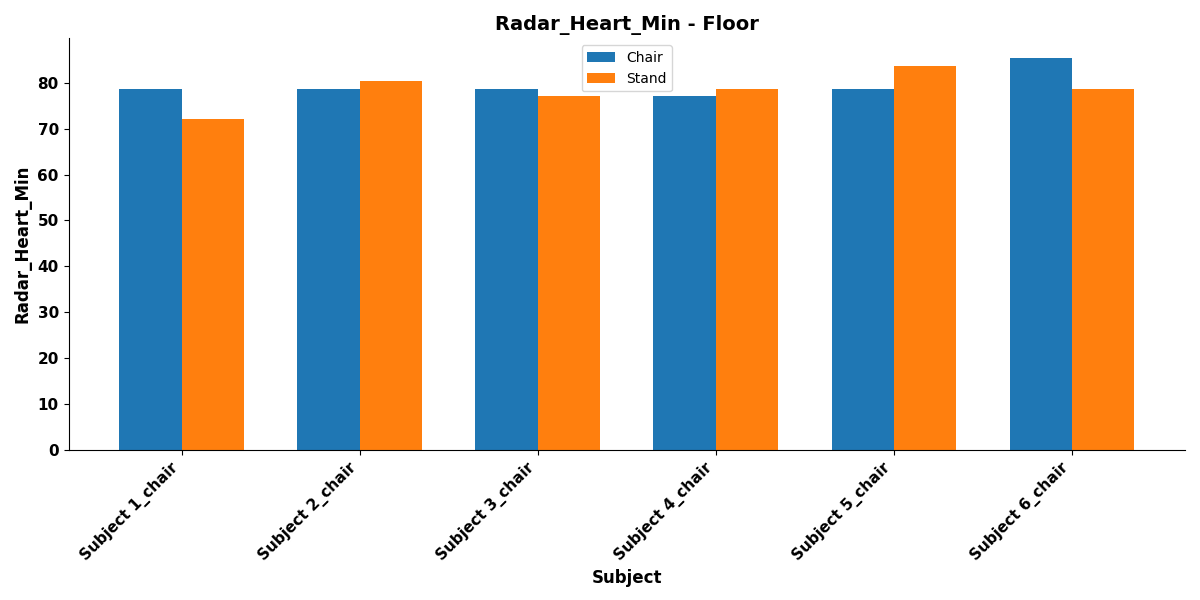 Radar_Heart_Min - Floor
Chair
Stand
Radar_Heart_Min
80
70
60
50
40
30
20
10
0
Subject 1_chair
Subject 2_chair
Subject 3_chair
Subject 4_chair
Subject 5_chair
Subject 6_chair
Subject